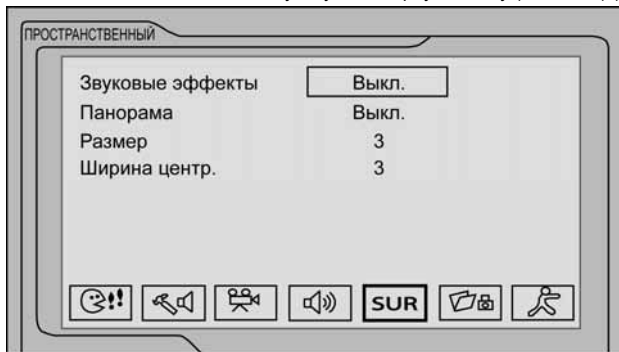 ПРОСТРАНСТВЕННЫЙ
Звуковые эффекты Выкл.
Панорама Выкл.
Размер 3
Ширина центр. 3
SUR